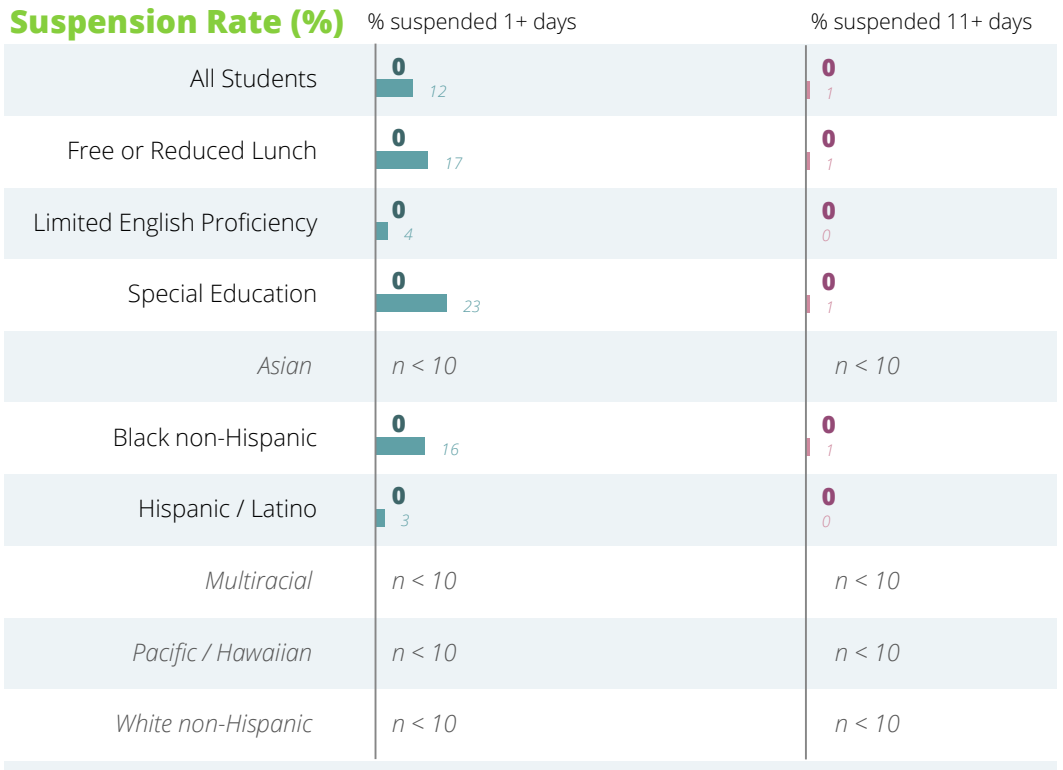 Suspension Rate (%) % suspended 1+ days % suspended 11+ days
All Students 0 12 0 1
Free or Reduced Lunch 0 17 0 1
Limited English Proficiency 0 4 0 0
Special Education 0 23 0 1
Asian n < 10 n < 10
Black non-Hispanic 0 16 0 1
Hispanic / Latino 0 3 0 0
Multiracial n < 10 n < 10
Pacific / Hawaiian n < 10 n < 10
White non-Hispanic n < 10 n < 10